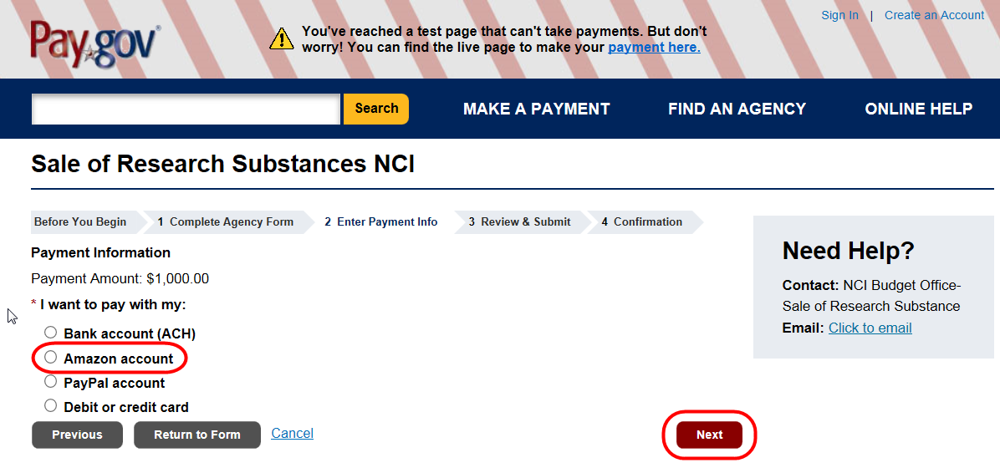 Sign In | Create an Account
Pay.gov®
You've reached a test page that can't take payments. But don't
worry! You can find the live page to make your payment here.
Search
MAKE A PAYMENT
FIND AN AGENCY
ONLINE HELP
Sale of Research Substances NCI
Before You Begin
1 Complete Agency Form
2 Enter Payment Info
3 Review & Submit
4 Confirmation
Payment Information
Payment Amount: $1,000.00
* I want to pay with my:
Bank account (ACH)
Amazon account
PayPal account
Debit or credit card
Previous
Return to Form
Cancel
Next
Need Help?
Contact: NCI Budget Office-
Sale of Research Substance
Email: Click to email